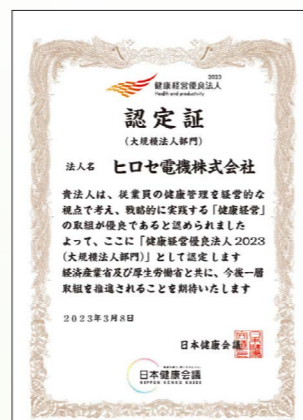 2023
健康経営優良法人
Health and productivity
認定証
(大規模法人部門)
法人名 ヒロセ電機株式会社
貴法人は、従業員の健康管理を経営的な
視点で考え、戦略的に実践する「健康経営」
の取組が優良であると認められました
よって、ここに「健康経営優良法人2023
(大規模法人部門)」として認定します
経済産業省及び厚生労働省と共に、今後一層
取組を推進されることを期待いたします
2023年3月8日
日本健康会議
日本健康会議
NIPPON KENKO KAIGI